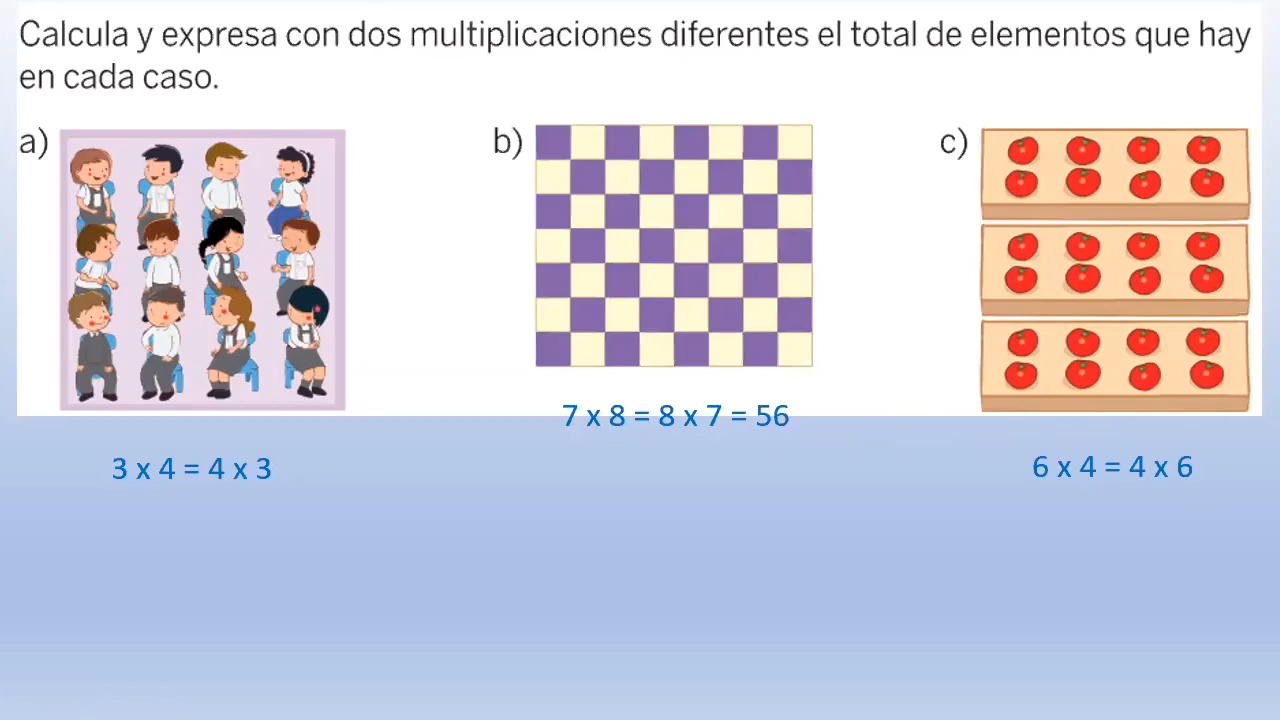 Calcula y expresa con dos multiplicaciones diferentes el total de elementos que hay
en cada caso.
a)
b)
c)
7 x 8 = 8 x 7 = 56
3 x 4 = 4 x 3
6 x 4 = 4 x 6